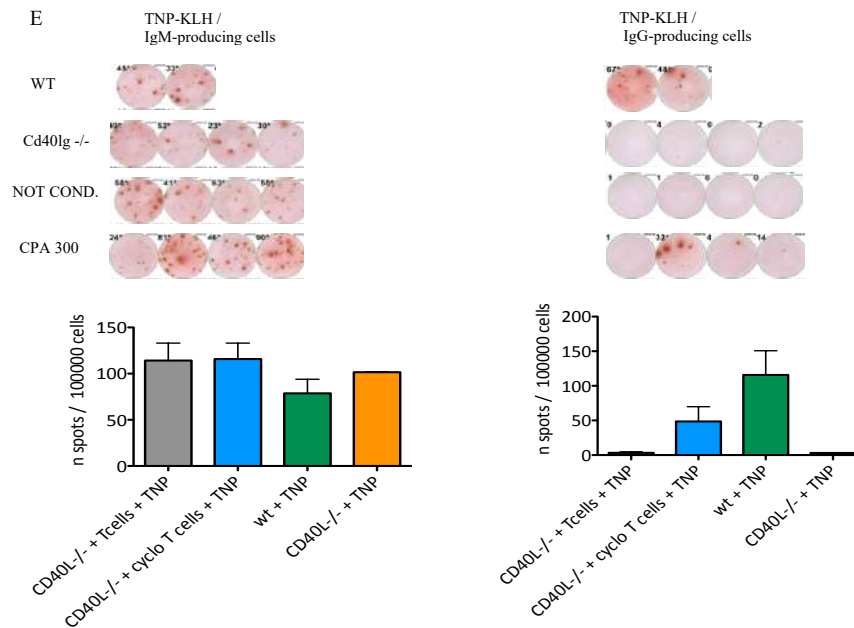 E
TNP-KLH /
IgM-producing cells
TNP-KLH /
IgG-producing cells
WT
Cd40lg -/-
NOT COND.
CPA 300
n spots / 100000 cells
150
100
50
0
CD40L-/- + Tcells + TNP
CD40L-/- + cyclo T cells + TNP
wt + TNP
CD40L-/- + TNP
n spots / 100000 cells
200
150
100
50
0
CD40L-/- + Tcells + TNP
CD40L-/- + cyclo T cells + TNP
wt + TNP
CD40L-/- + TNP